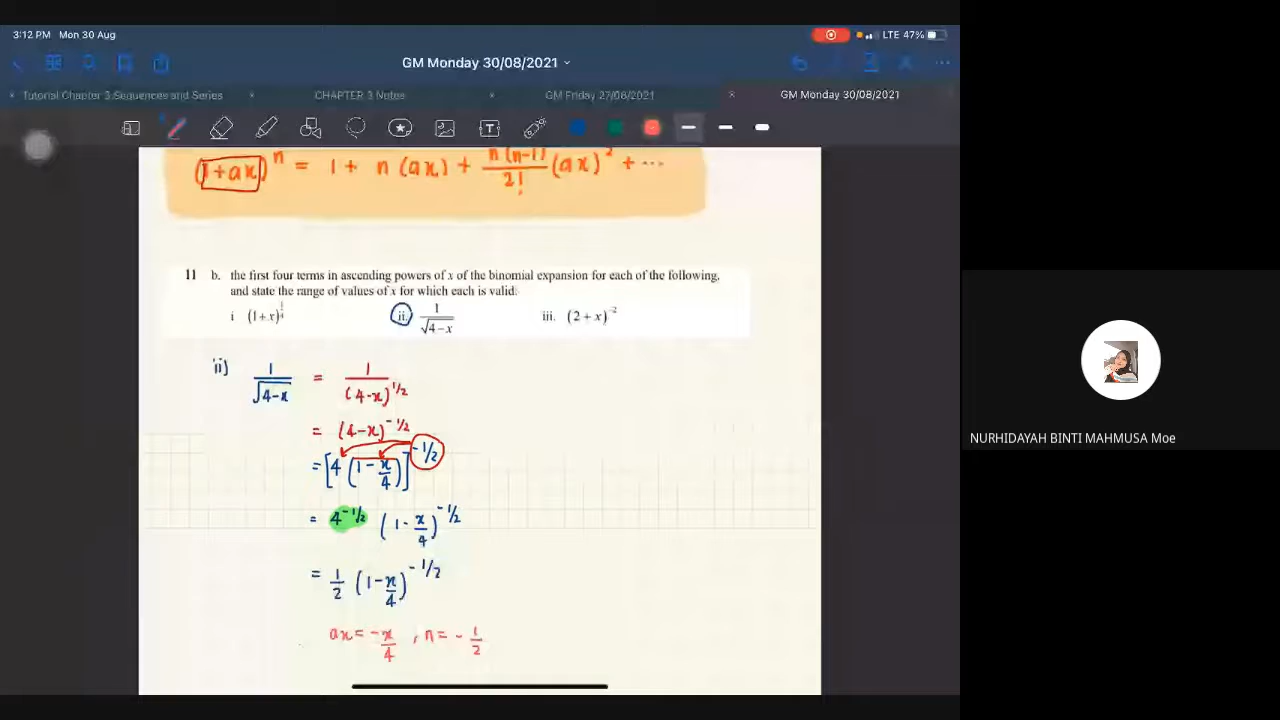 3:12 PM Mon 30 Aug
LTE 47%
GM Monday 30/08/2021
Tutorial Chapter 3 Sequences and Series
CHAPTER 3 Notes
GM Friday 27/08/2021
GM Monday 30/08/2021
(1+ax)^n = 1 + n(ax) + n(n-1)/2! (ax)^2 + ...
11 b. the first four terms in ascending powers of x of the binomial expansion for each of the following,
and state the range of values of x for which each is valid:
i (1+x)^{1/4} ii. 1/√(4-x) iii. (2+x)^{-2}
ii) 1/√(4-x) = 1/(4-x)^{1/2}
= (4-x)^{-1/2}
= [4(1-x/4)]^{-1/2}
= 4^{-1/2} (1-x/4)^{-1/2}
= 1/2 (1-x/4)^{-1/2}
ax = -x/4, n = -1/2
NURHIDAYAH BINTI MAHMUSA Moe